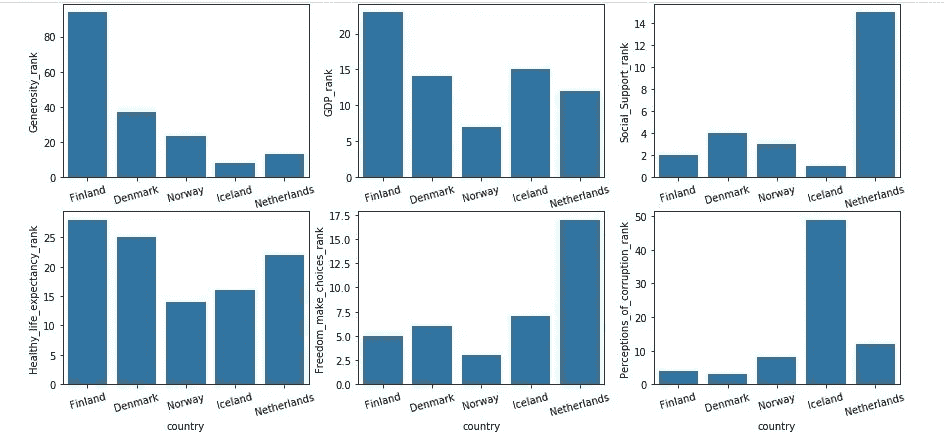 Generosity_rank
80
60
40
20
0
Finland Denmark Norway Iceland Netherlands
GDP_rank
20
15
10
5
0
Finland Denmark Norway Iceland Netherlands
Social_Support_rank
14
12
10
8
6
4
2
0
Finland Denmark Norway Iceland Netherlands
Healthy_life_expectancy_rank
25
20
15
10
5
0
Finland Denmark Norway Iceland Netherlands
country
Freedom_make_choices_rank
17.5
15.0
12.5
10.0
7.5
5.0
2.5
0.0
Finland Denmark Norway Iceland Netherlands
country
Perceptions_of_corruption_rank
50
40
30
20
10
0
Finland Denmark Norway Iceland Netherlands
country